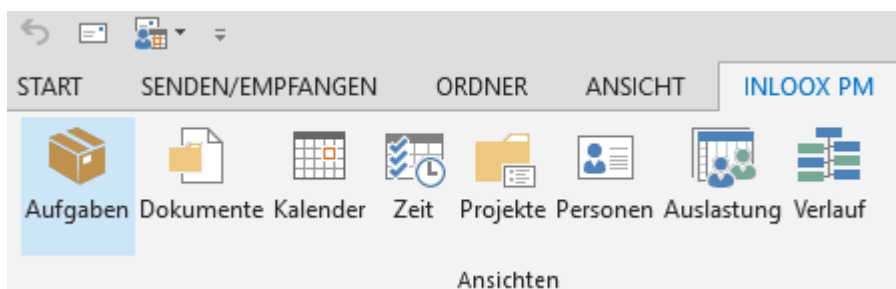 START SENDEN/EMPFANGEN ORDNER ANSICHT INLOOX PM
Aufgaben Dokumente Kalender Zeit Projekte Personen Auslastung Verlauf
Ansichten